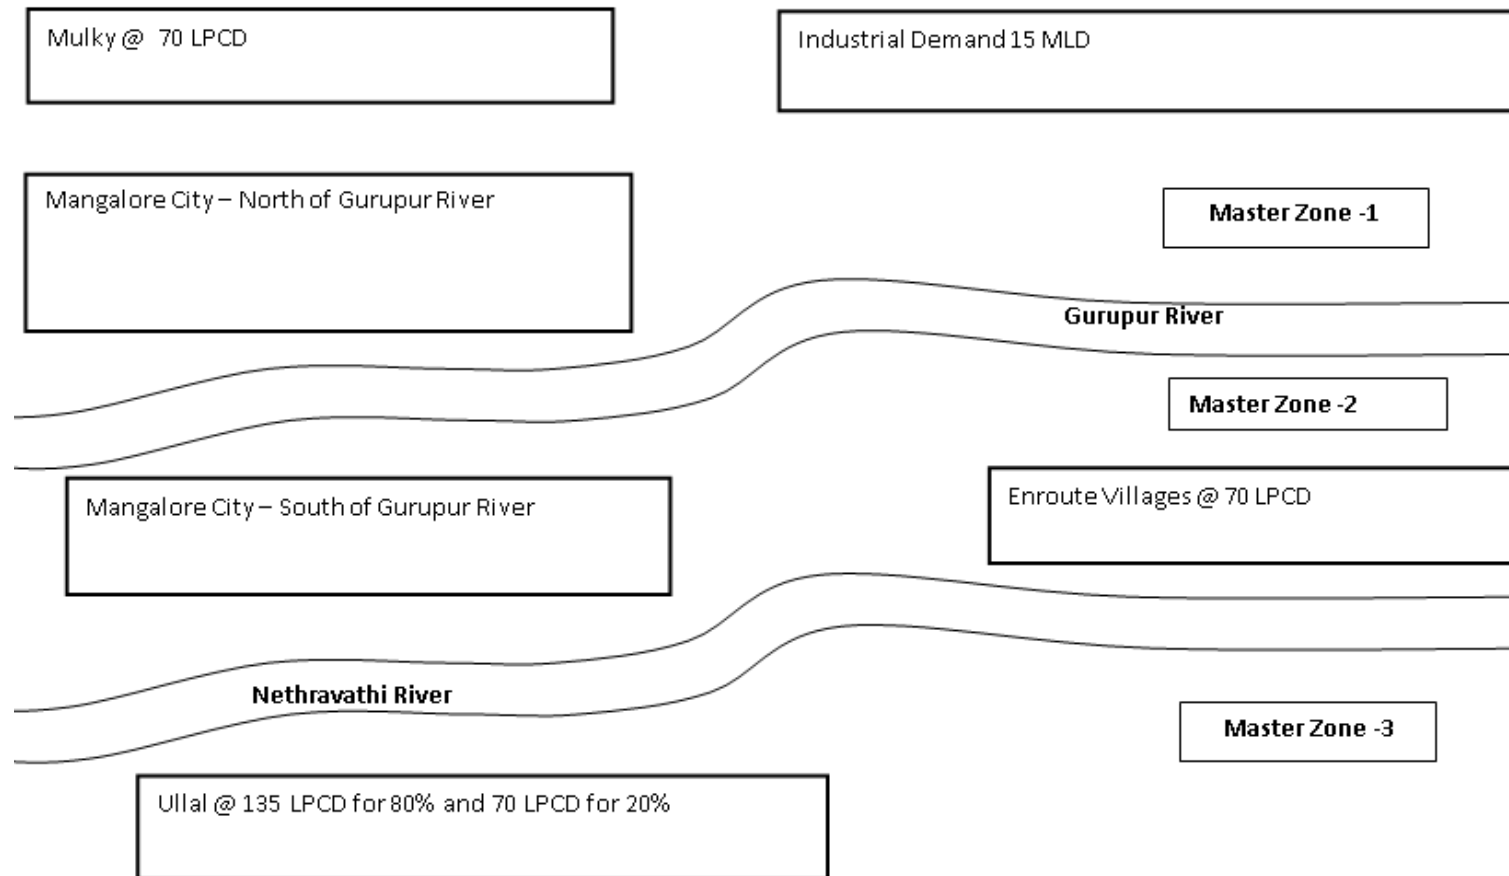 Mulky @ 70 LPCD
Industrial Demand 15 MLD
Mangalore City – North of Gurupur River
Master Zone -1
Gurupur River
Master Zone -2
Enroute Villages @ 70 LPCD
Mangalore City – South of Gurupur River
Nethravathi River
Master Zone -3
Ullal @ 135 LPCD for 80% and 70 LPCD for 20%